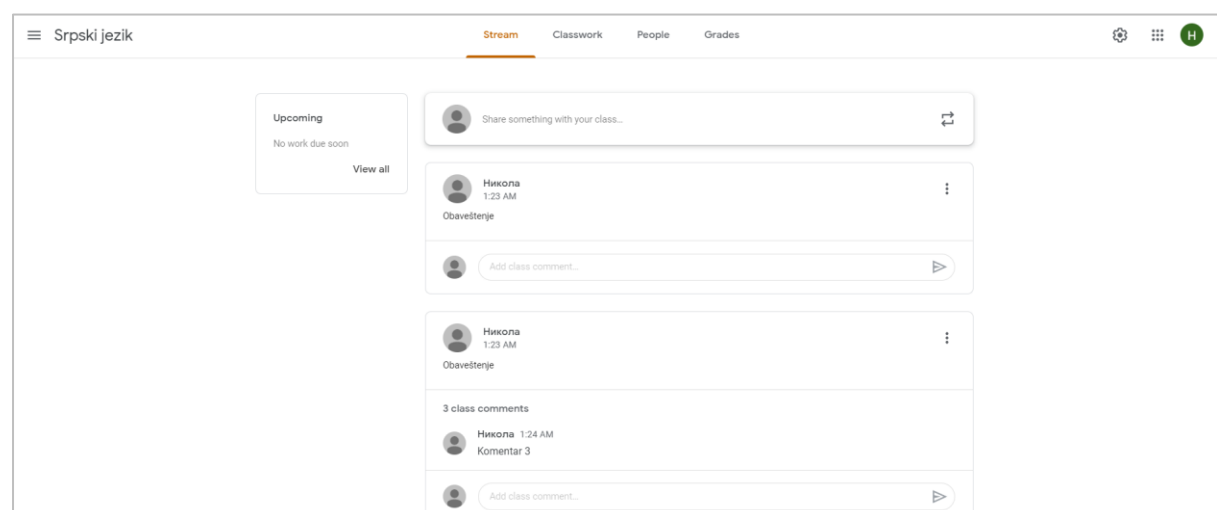 Srpski jezik
Stream Classwork People Grades
H
Upcoming
No work due soon
View all
Share something with your class...
Никола
1:23 AM
Obaveštenje
Add class comment...
Никола
1:23 AM
Obaveštenje
3 class comments
Никола 1:24 AM
Komentar 3
Add class comment...